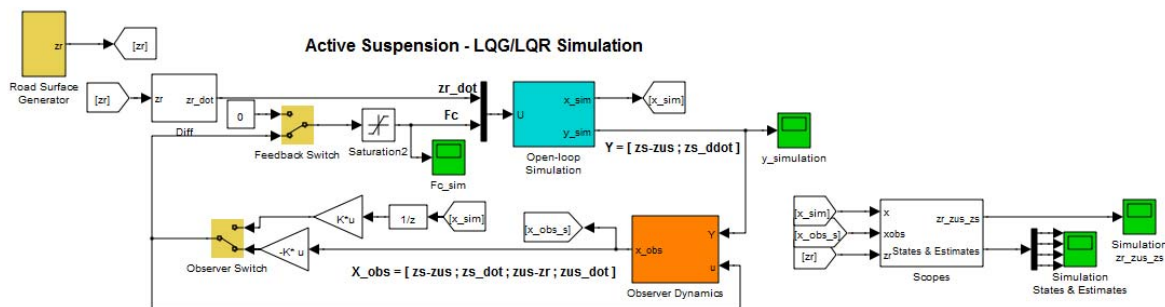 Active Suspension - LQG/LQR Simulation
zr
[zr]
Road Surface
Generator
[zr]
zr
zr_dot
Diff
zr_dot
0
Feedback Switch
Saturation2
Fc
Fc_sim
U
x_sim
y_sim
Open-loop
Simulation
[x_sim]
Y = [ zs-zus ; zs_ddot ]
y_simulation
K*u
1/z
[x_sim]
-K* u
Observer Switch
[x_obs_s]
X_obs = [ zs-zus ; zs_dot ; zus-zr ; zus_dot ]
Y
x_obs
u
Observer Dynamics
[x_sim]
[x_obs_s]
[zr]
x
xobs
zr
zr_zus_zs
States & Estimates
Scopes
Simulation
zr_zus_zs
Simulation
States & Estimates